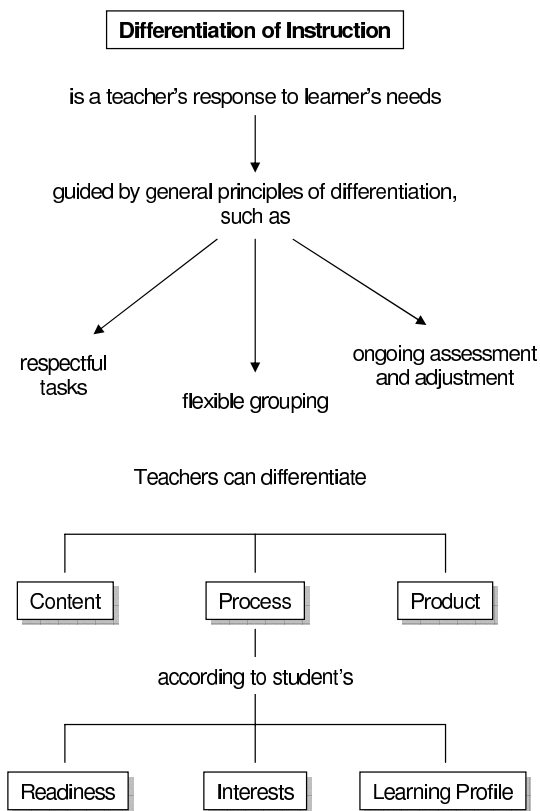 Differentiation of Instruction
is a teacher's response to learner's needs
guided by general principles of differentiation,
such as
respectful
tasks
flexible grouping
ongoing assessment
and adjustment
Teachers can differentiate
Content
Process
Product
according to student's
Readiness
Interests
Learning Profile